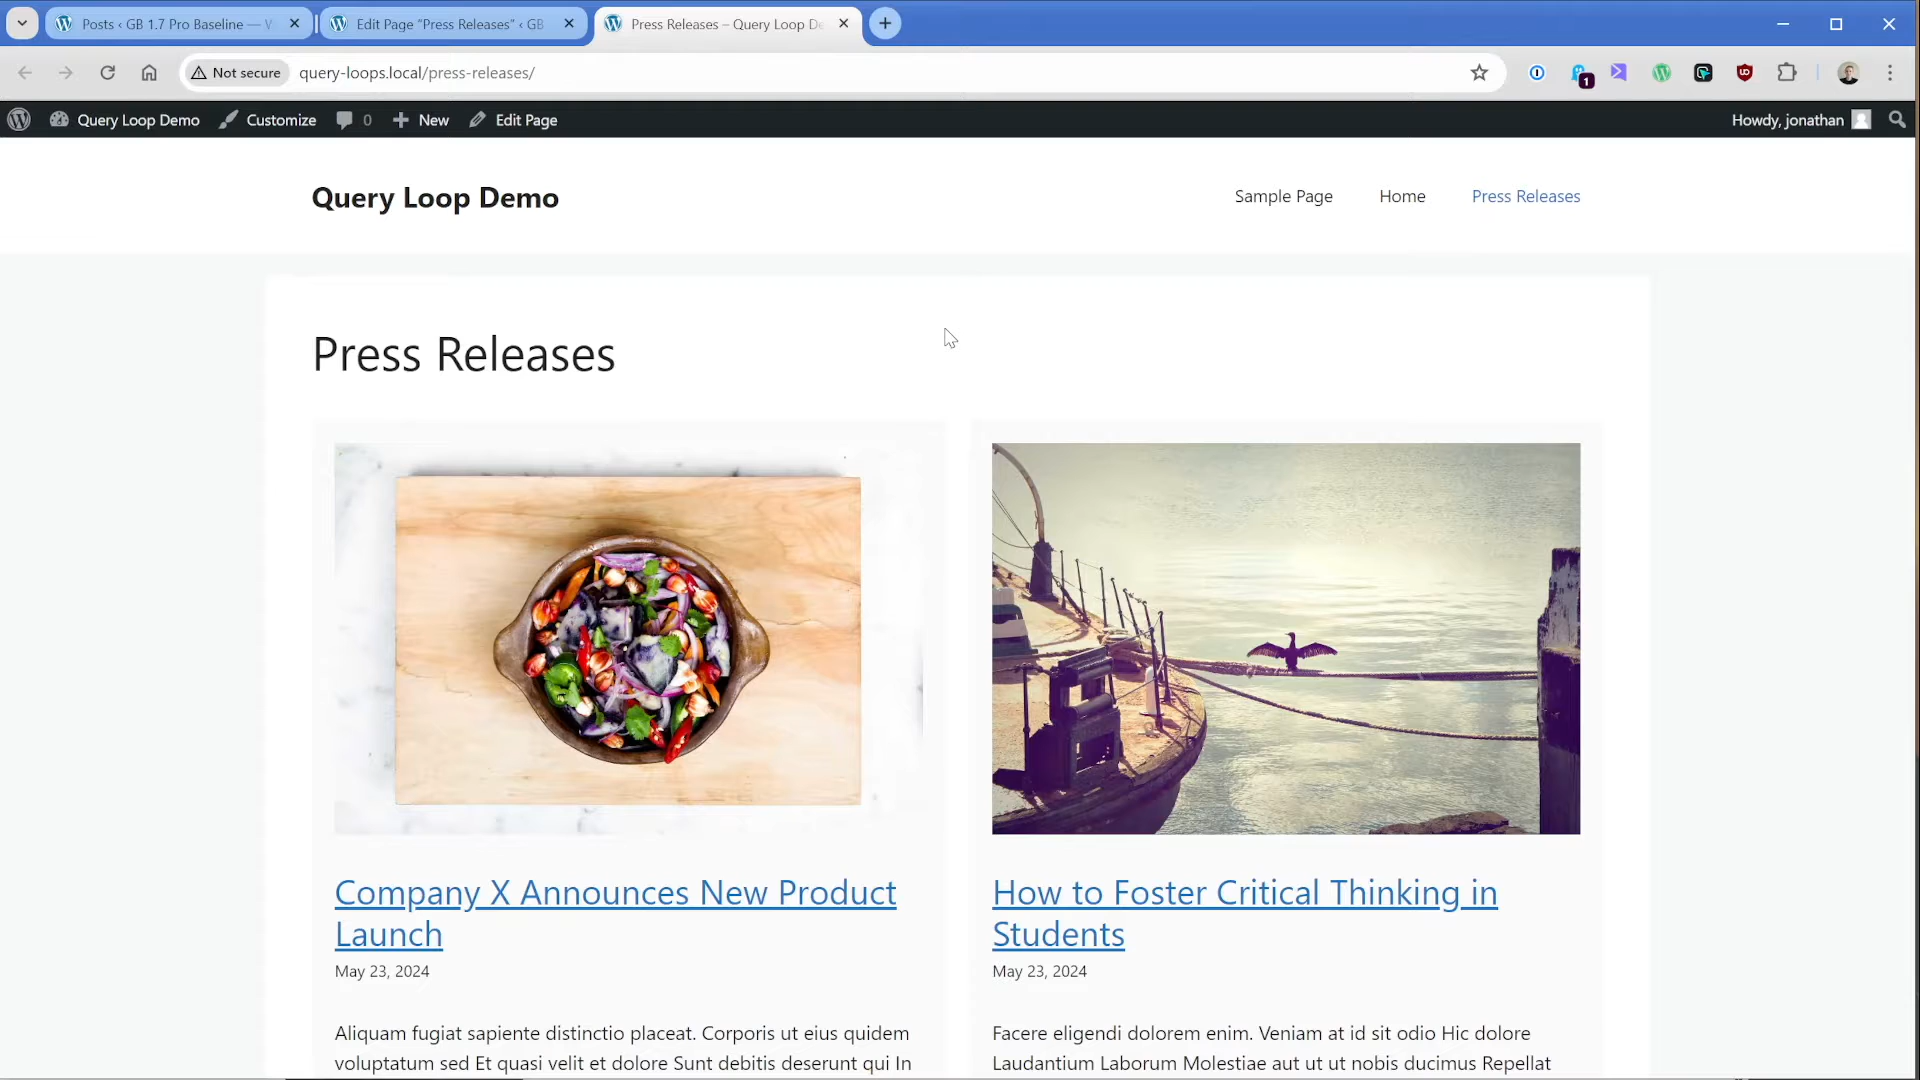 Posts ‹ GB 1.7 Pro Baseline —
Edit Page “Press Releases” ‹ GB
Press Releases – Query Loop De
Not secure
query-loops.local/press-releases/
1
Query Loop Demo
Customize
0
New
Edit Page
Howdy, jonathan
Query Loop Demo
Sample Page
Home
Press Releases
Press Releases
Company X Announces New Product
Launch
May 23, 2024
Aliquam fugiat sapiente distinctio placeat. Corporis ut eius quidem
voluptatum sed Et quasi velit et dolore Sunt debitis deserunt qui In
How to Foster Critical Thinking in
Students
May 23, 2024
Facere eligendi dolorem enim. Veniam at id sit odio Hic dolore
Laudantium Laborum Molestiae aut ut ut nobis ducimus Repellat